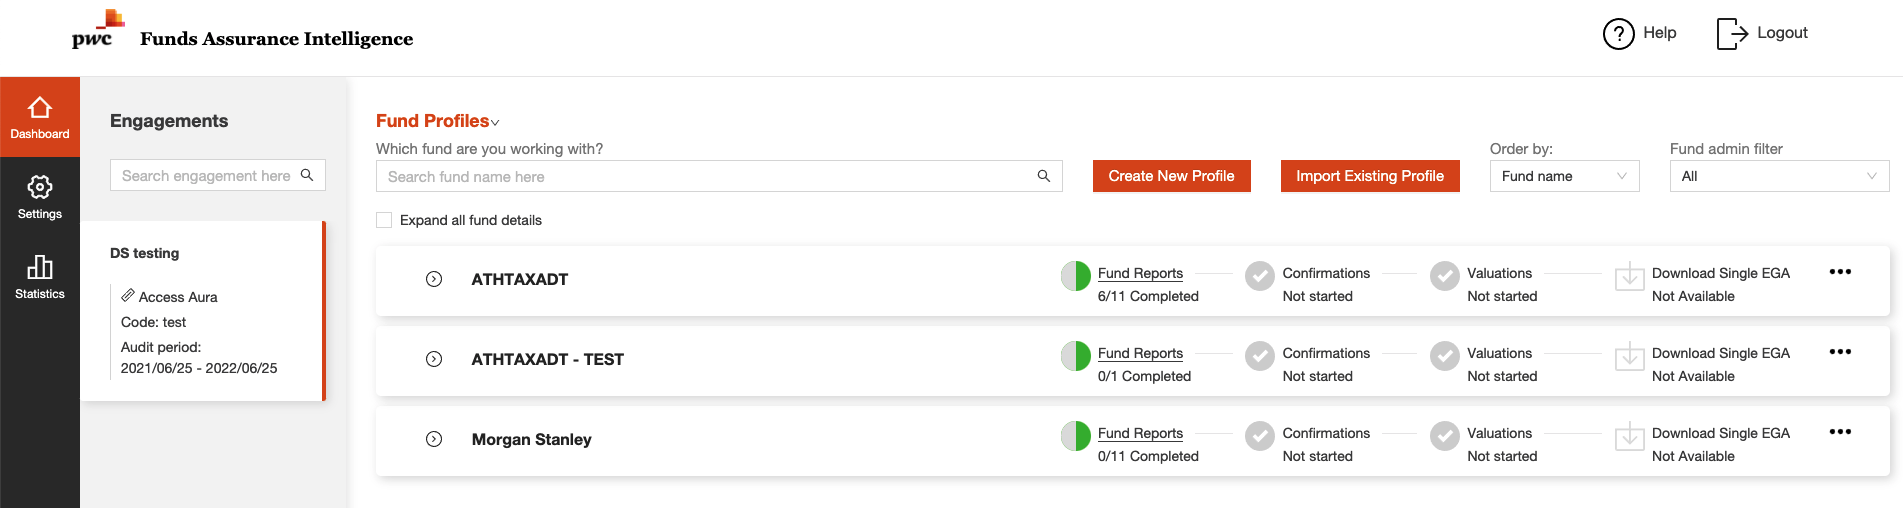 pwc
Funds Assurance Intelligence
Help
Logout
Dashboard
Settings
Statistics
Engagements
Search engagement here
DS testing
Access Aura
Code: test
Audit period:
2021/06/25 - 2022/06/25
Fund Profiles
Which fund are you working with?
Search fund name here
Create New Profile
Import Existing Profile
Order by:
Fund name
Fund admin filter
All
Expand all fund details
ATHTAXADT
Fund Reports
6/11 Completed
Confirmations
Not started
Valuations
Not started
Download Single EGA
Not Available
ATHTAXADT - TEST
Fund Reports
0/1 Completed
Confirmations
Not started
Valuations
Not started
Download Single EGA
Not Available
Morgan Stanley
Fund Reports
0/11 Completed
Confirmations
Not started
Valuations
Not started
Download Single EGA
Not Available